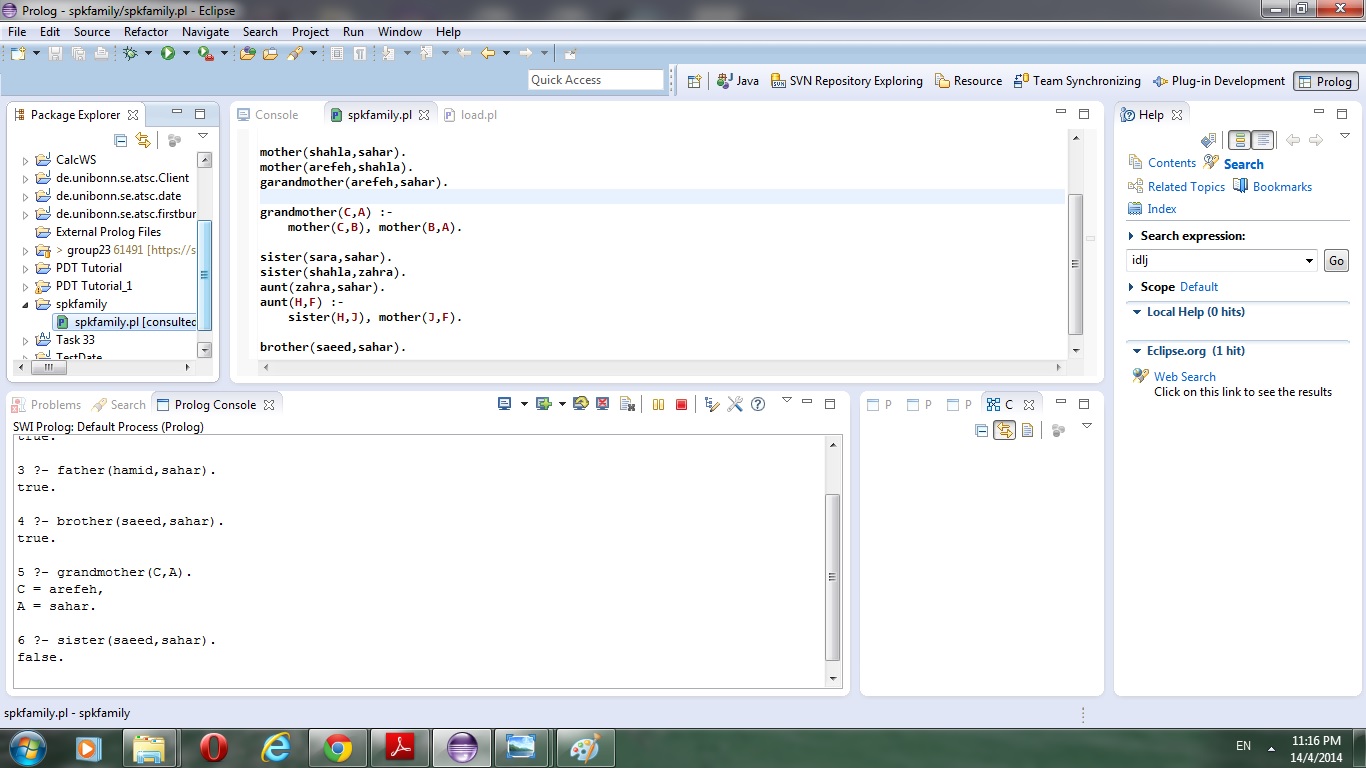 Prolog - spkfamily/spkfamily.pl - Eclipse
File Edit Source Refactor Navigate Search Project Run Window Help
Quick Access
Java SVN Repository Exploring Resource Team Synchronizing Plug-in Development Prolog
Package Explorer
CalcWS
de.unibonn.se.atsc.Client
de.unibonn.se.atsc.date
de.unibonn.se.atsc.firstbur
External Prolog Files
> group23 61491 [https://s
PDT Tutorial
PDT Tutorial_1
spkfamily
spkfamily.pl [consulted
Task 33
TestDate
Console spkfamily.pl load.pl
mother(shahla,sahar).
mother(arefeh,shahla).
garandmother(arefeh,sahar).
grandmother(C,A) :-
mother(C,B), mother(B,A).
sister(sara,sahar).
sister(shahla,zahra).
aunt(zahra,sahar).
aunt(H,F) :-
sister(H,J), mother(J,F).
brother(saeed,sahar).
Help
Contents Search
Related Topics Bookmarks
Index
Search expression:
idlj Go
Scope Default
Local Help (0 hits)
Eclipse.org (1 hit)
Web Search
Click on this link to see the results
Problems Search Prolog Console
SWI Prolog: Default Process (Prolog)
true.
3 ?- father(hamid,sahar).
true.
4 ?- brother(saeed,sahar).
true.
5 ?- grandmother(C,A).
C = arefeh,
A = sahar.
6 ?- sister(saeed,sahar).
false.
P P P C
spkfamily.pl - spkfamily
EN 11:16 PM
14/4/2014